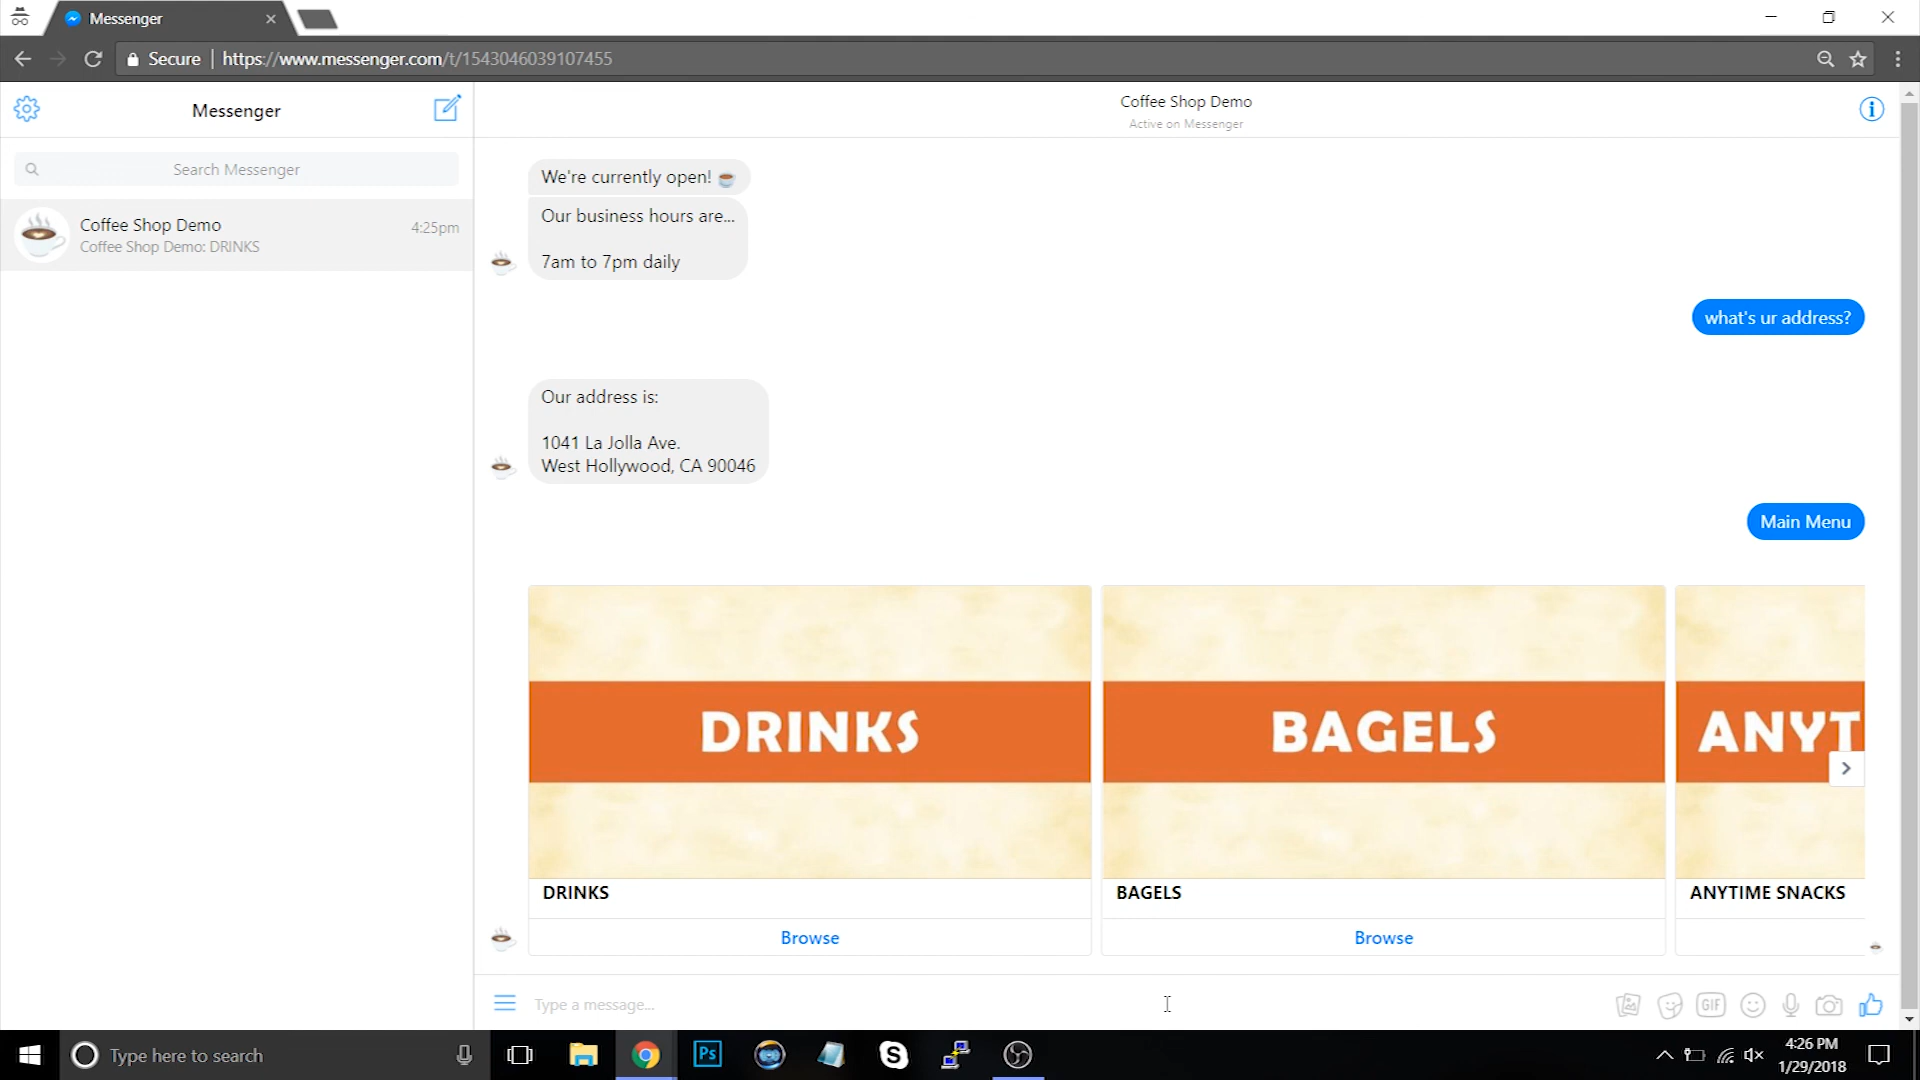 Messenger
Secure
https://www.messenger.com/t/1543046039107455
Messenger
Coffee Shop Demo
Active on Messenger
Search Messenger
Coffee Shop Demo
4:25pm
Coffee Shop Demo: DRINKS
We're currently open!
Our business hours are...
7am to 7pm daily
what's ur address?
Our address is:
1041 La Jolla Ave.
West Hollywood, CA 90046
Main Menu
DRINKS
BAGELS
ANYT
DRINKS
BAGELS
ANYTIME SNACKS
Browse
Browse
Type a message...
GIF
Type here to search
Ps
4:26 PM
1/29/2018